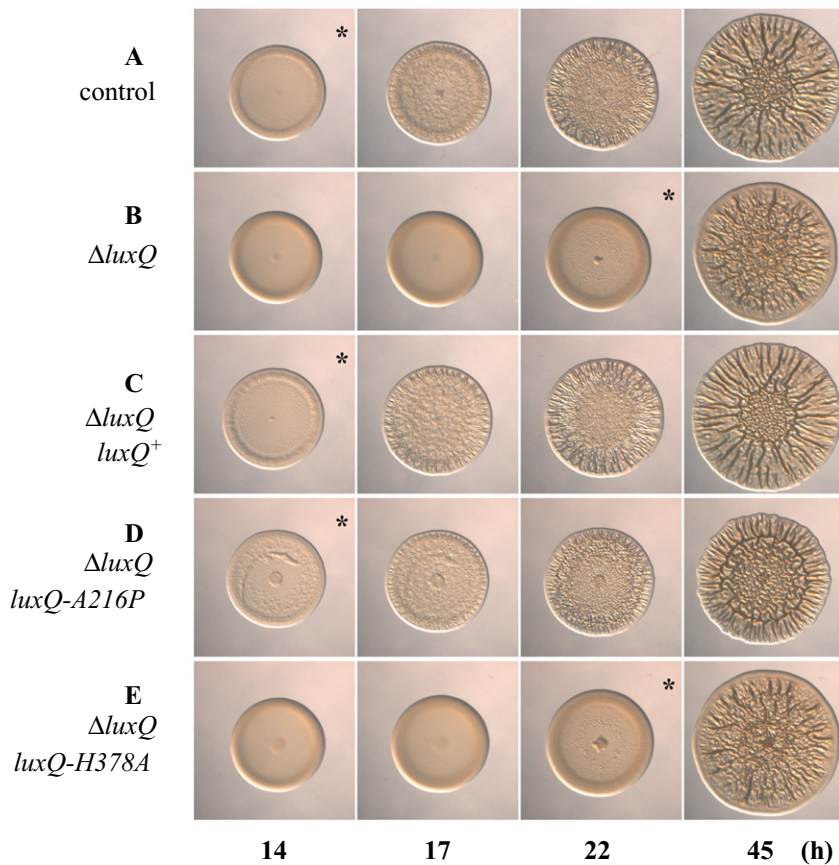 A
control
*
B
ΔluxQ
*
C
ΔluxQ
luxQ+
*
D
ΔluxQ
luxQ-A216P
*
E
ΔluxQ
luxQ-H378A
*
14 17 22 45 (h)